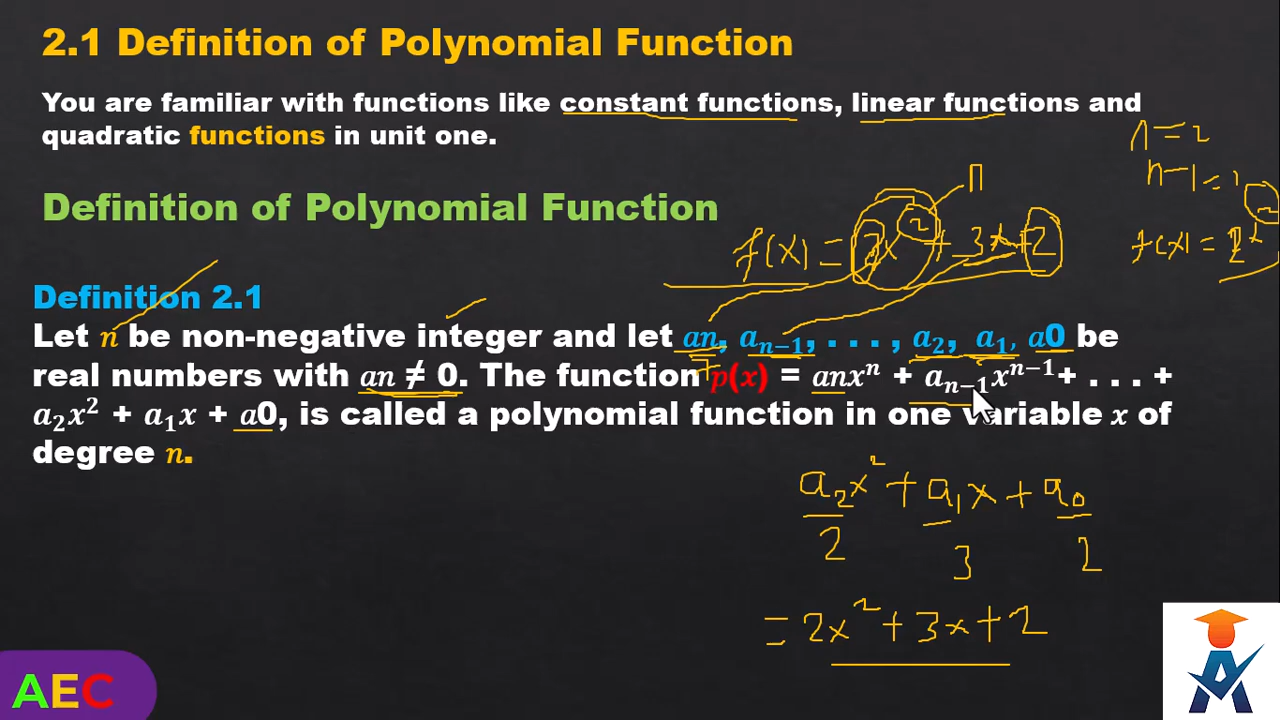 2.1 Definition of Polynomial Function
You are familiar with functions like constant functions, linear functions and
quadratic functions in unit one.
n = 2
n-1 = 1
Definition of Polynomial Function
n
f(x) = 2x² + 3x + 2
f(x) = 2
Definition 2.1
Let n be non-negative integer and let an, aₙ₋₁, . . . , a₂, a₁, a0 be
real numbers with an ≠ 0. The function p(x) = anxⁿ + aₙ₋₁xⁿ⁻¹+ . . . +
a₂x² + a₁x + a0, is called a polynomial function in one variable x of
degree n.
a₂x² + a₁x + a₀
2 3 2
= 2x² + 3x + 2
AEC